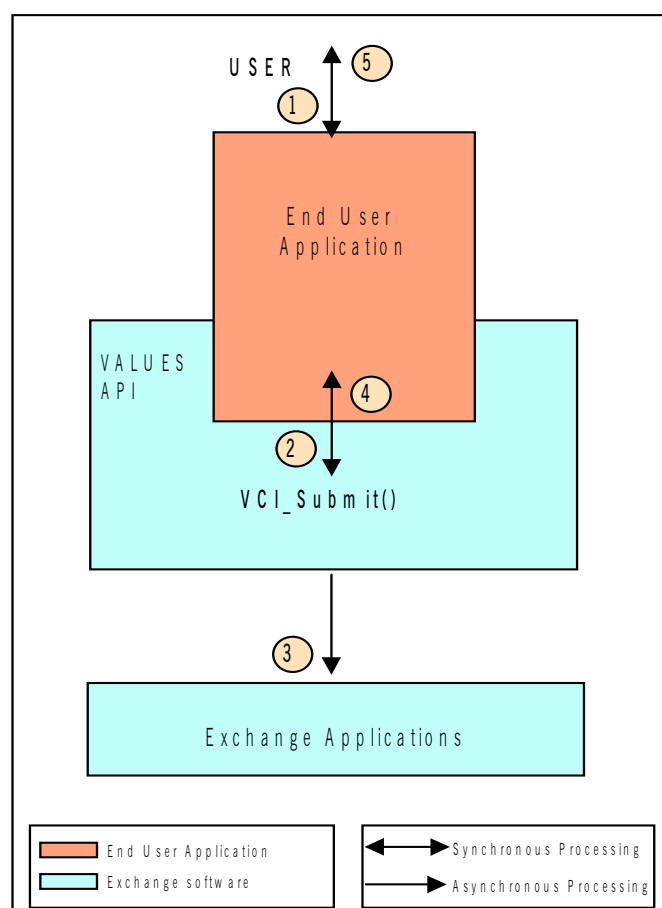 USER
5
1
End User
Application
VALUES
API
4
2
VCI_Submit()
3
Exchange Applications
End User Application
Exchange software
Synchronous Processing
Asynchronous Processing